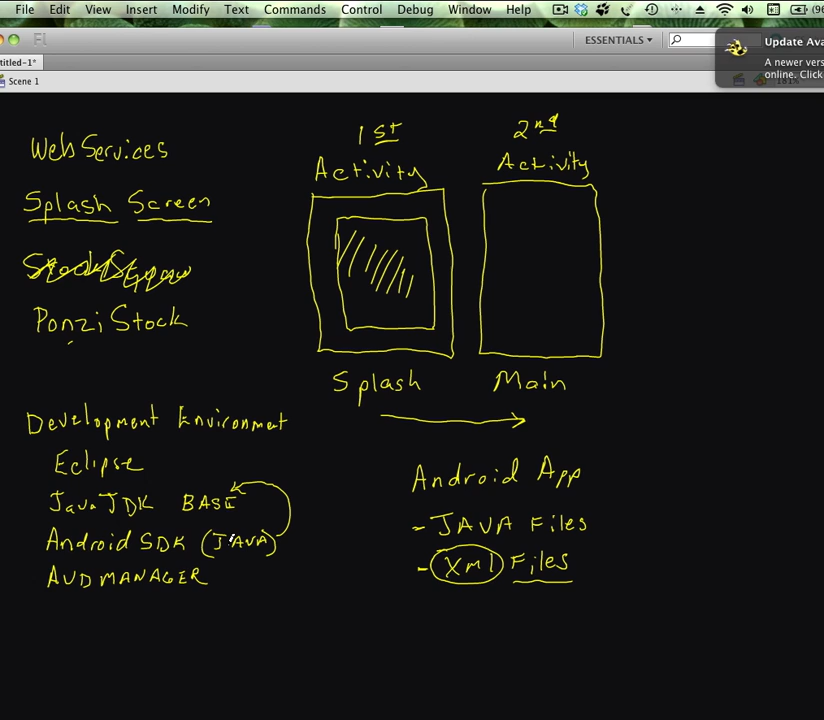 File Edit View Insert Modify Text Commands Control Debug Window Help
ESSENTIALS
Update Ava
A newer vers
online. Click
titled-1*
Scene 1
Web Services
Splash Screen
Ponzi Stock
1st
Activity
2nd
Activity
Splash
Main
Development Environment
Eclipse
Java JDK BASE
Android SDK (JAVA)
AVD MANAGER
Android App
- JAVA Files
- Xml Files